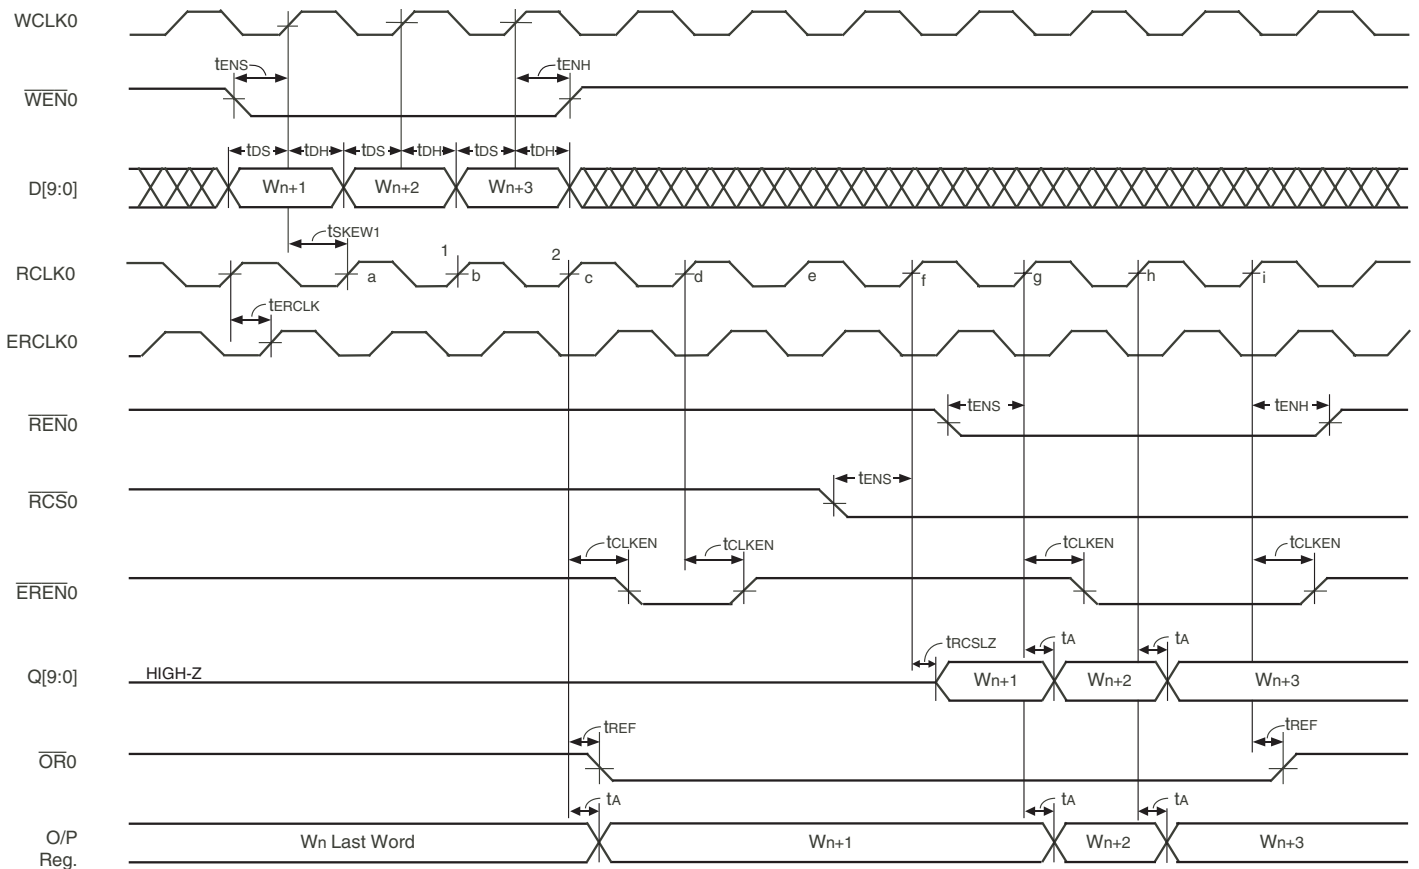 WCLK0
tENS
tENH
WEN0
tDS tDH tDS tDH tDS tDH
D[9:0] Wn+1 Wn+2 Wn+3
tSKEW1
1 2
RCLK0 a b c d e f g h i
tERCLK
ERCLK0
REN0 tENS tENH
tENS
RCS0
tCLKEN tCLKEN tCLKEN tCLKEN
EREN0
tRCSLZ tA tA
Q[9:0] HIGH-Z Wn+1 Wn+2 Wn+3
tREF tREF
OR0
tA tA tA
O/P Reg. Wn Last Word Wn+1 Wn+2 Wn+3